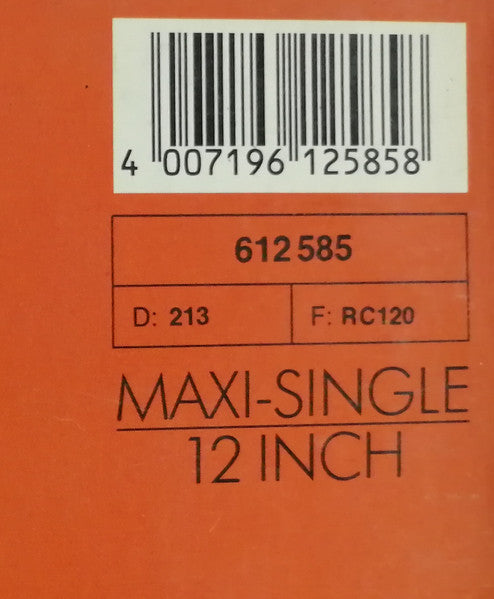 4 007196 125858
612 585
D: 213 F: RC120
MAXI-SINGLE
12 INCH